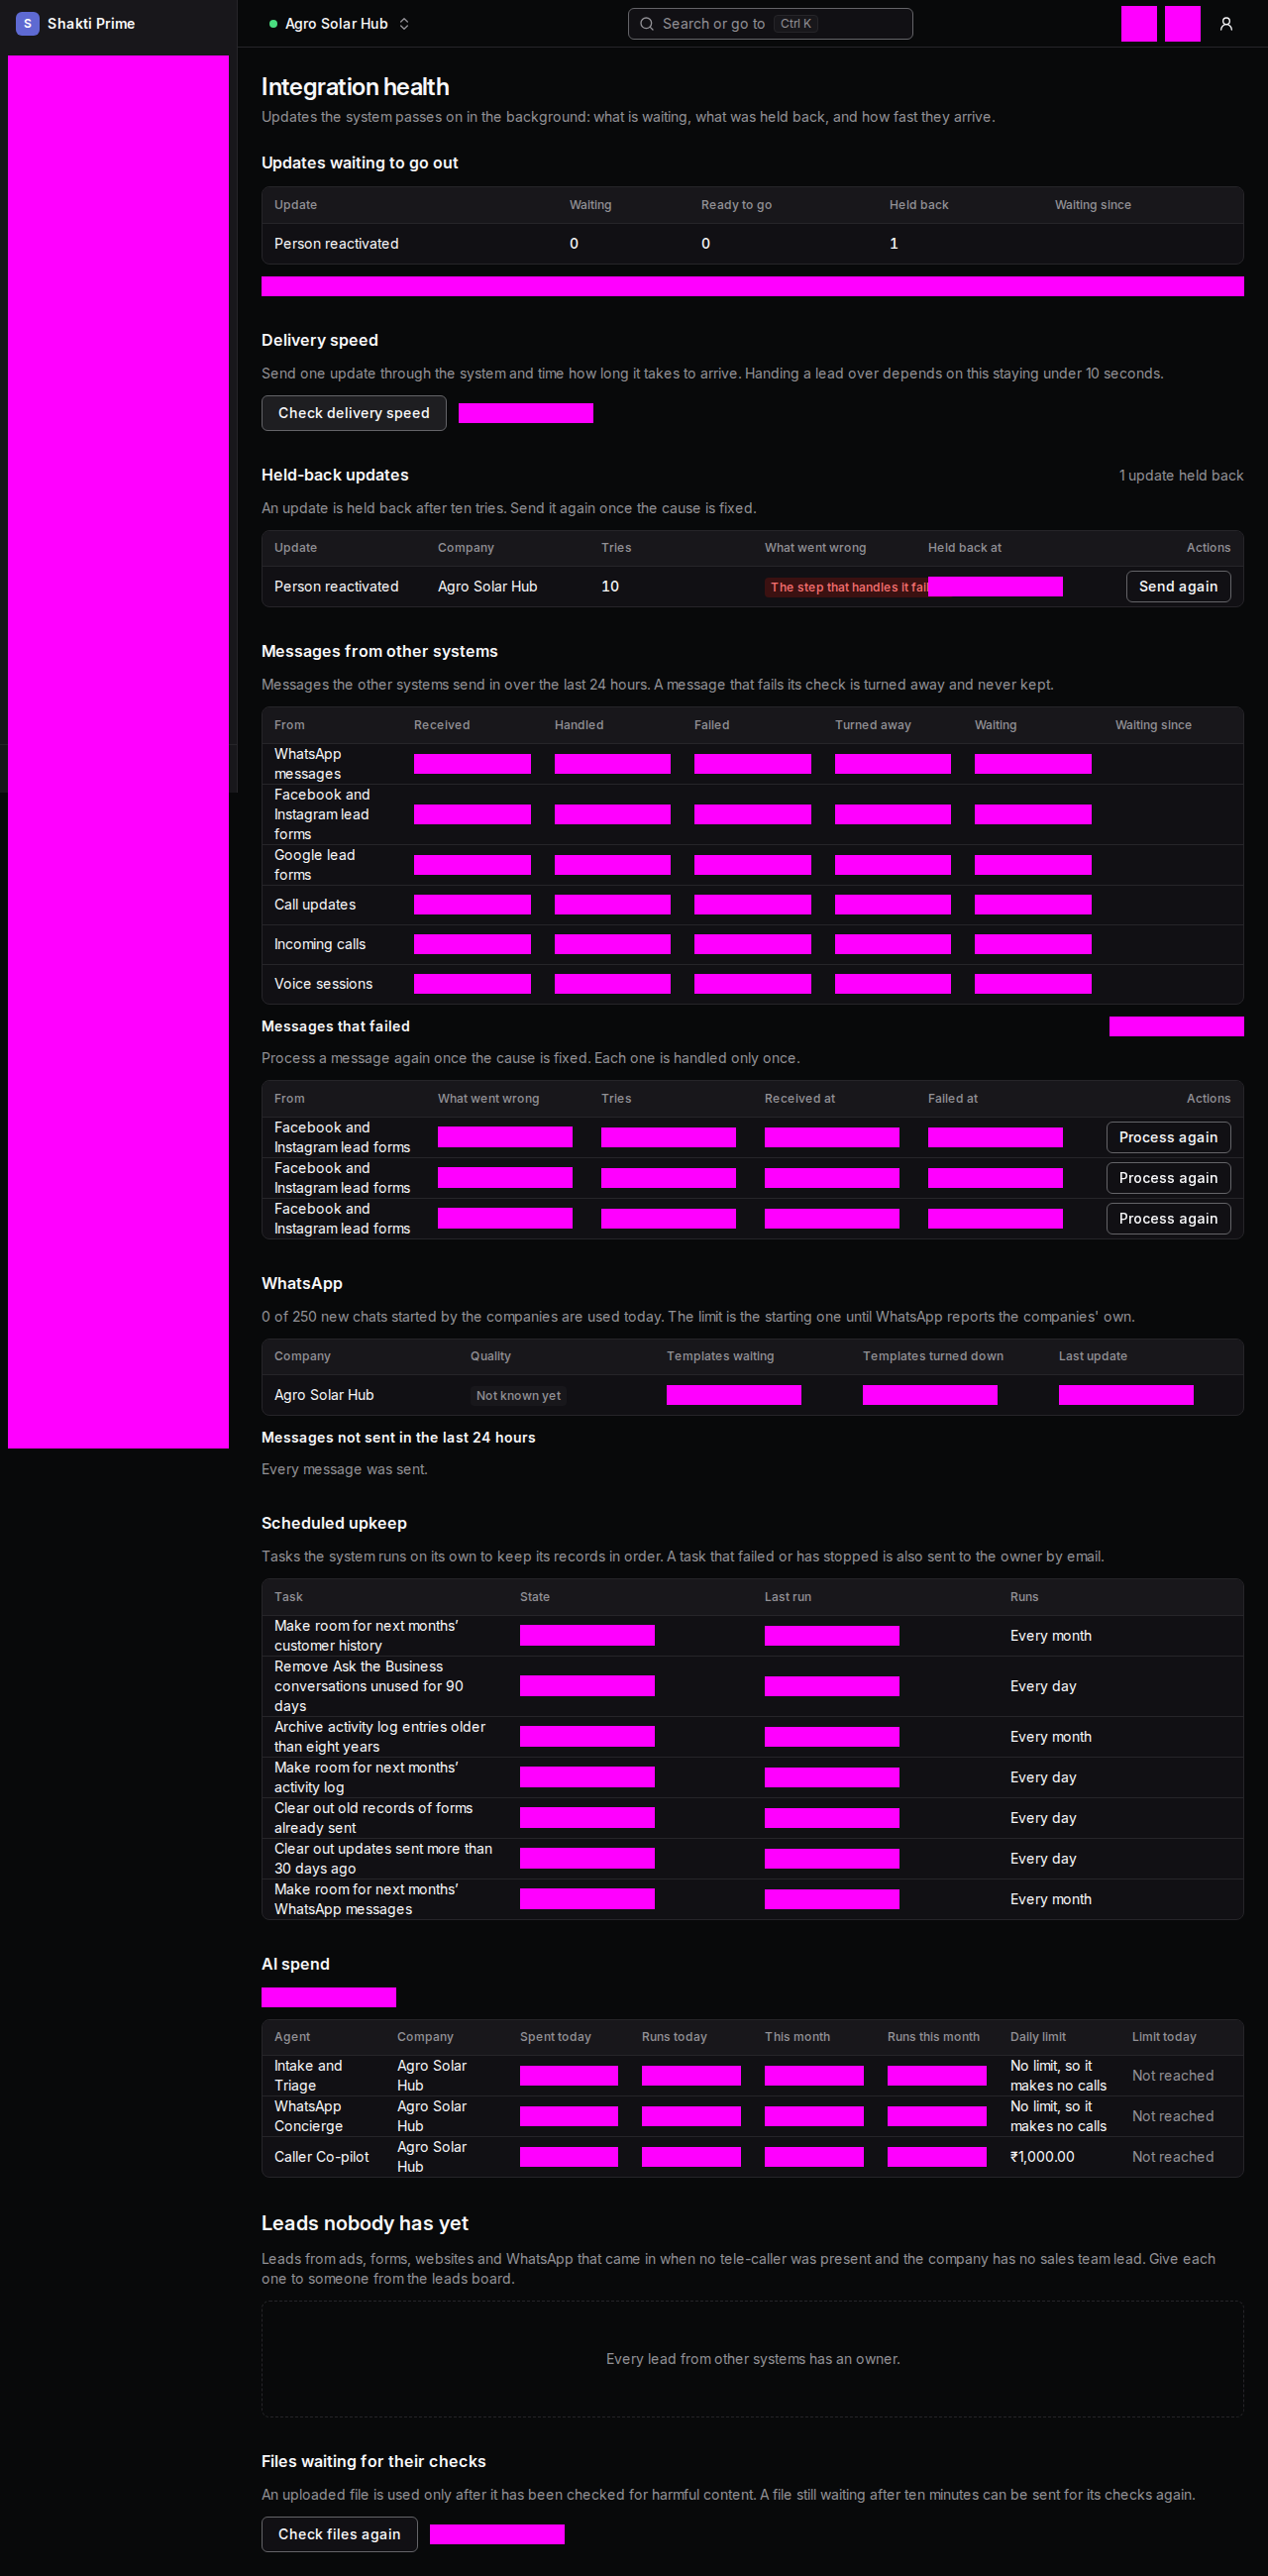 S Shakti Prime
Agro Solar Hub
Search or go to Ctrl K
Integration health
Updates the system passes on in the background: what is waiting, what was held back, and how fast they arrive.
Updates waiting to go out
Update Waiting Ready to go Held back Waiting since
Person reactivated 0 0 1
Delivery speed
Send one update through the system and time how long it takes to arrive. Handing a lead over depends on this staying under 10 seconds.
Check delivery speed
Held-back updates 1 update held back
An update is held back after ten tries. Send it again once the cause is fixed.
Update Company Tries What went wrong Held back at Actions
Person reactivated Agro Solar Hub 10 The step that handles it Send again
Messages from other systems
Messages the other systems send in over the last 24 hours. A message that fails its check is turned away and never kept.
From Received Handled Failed Turned away Waiting Waiting since
WhatsApp
messages
Facebook and
Instagram lead
forms
Google lead
forms
Call updates
Incoming calls
Voice sessions
Messages that failed
Process a message again once the cause is fixed. Each one is handled only once.
From What went wrong Tries Received at Failed at Actions
Facebook and
Instagram lead forms Process again
Facebook and
Instagram lead forms Process again
Facebook and
Instagram lead forms Process again
WhatsApp
0 of 250 new chats started by the companies are used today. The limit is the starting one until WhatsApp reports the companies' own.
Company Quality Templates waiting Templates turned down Last update
Agro Solar Hub Not known yet
Messages not sent in the last 24 hours
Every message was sent.
Scheduled upkeep
Tasks the system runs on its own to keep its records in order. A task that failed or has stopped is also sent to the owner by email.
Task State Last run Runs
Make room for next months’
customer history Every month
Remove Ask the Business
conversations unused for 90
days Every day
Archive activity log entries older
than eight years Every month
Make room for next months’
activity log Every day
Clear out old records of forms
already sent Every day
Clear out updates sent more than
30 days ago Every day
Make room for next months’
WhatsApp messages Every month
AI spend
Agent Company Spent today Runs today This month Runs this month Daily limit Limit today
Intake and Agro Solar No limit, so it
Triage Hub makes no calls Not reached
WhatsApp Agro Solar No limit, so it
Concierge Hub makes no calls Not reached
Caller Co-pilot Agro Solar ₹1,000.00 Not reached
Hub
Leads nobody has yet
Leads from ads, forms, websites and WhatsApp that came in when no tele-caller was present and the company has no sales team lead. Give each
one to someone from the leads board.
Every lead from other systems has an owner.
Files waiting for their checks
An uploaded file is used only after it has been checked for harmful content. A file still waiting after ten minutes can be sent for its checks again.
Check files again